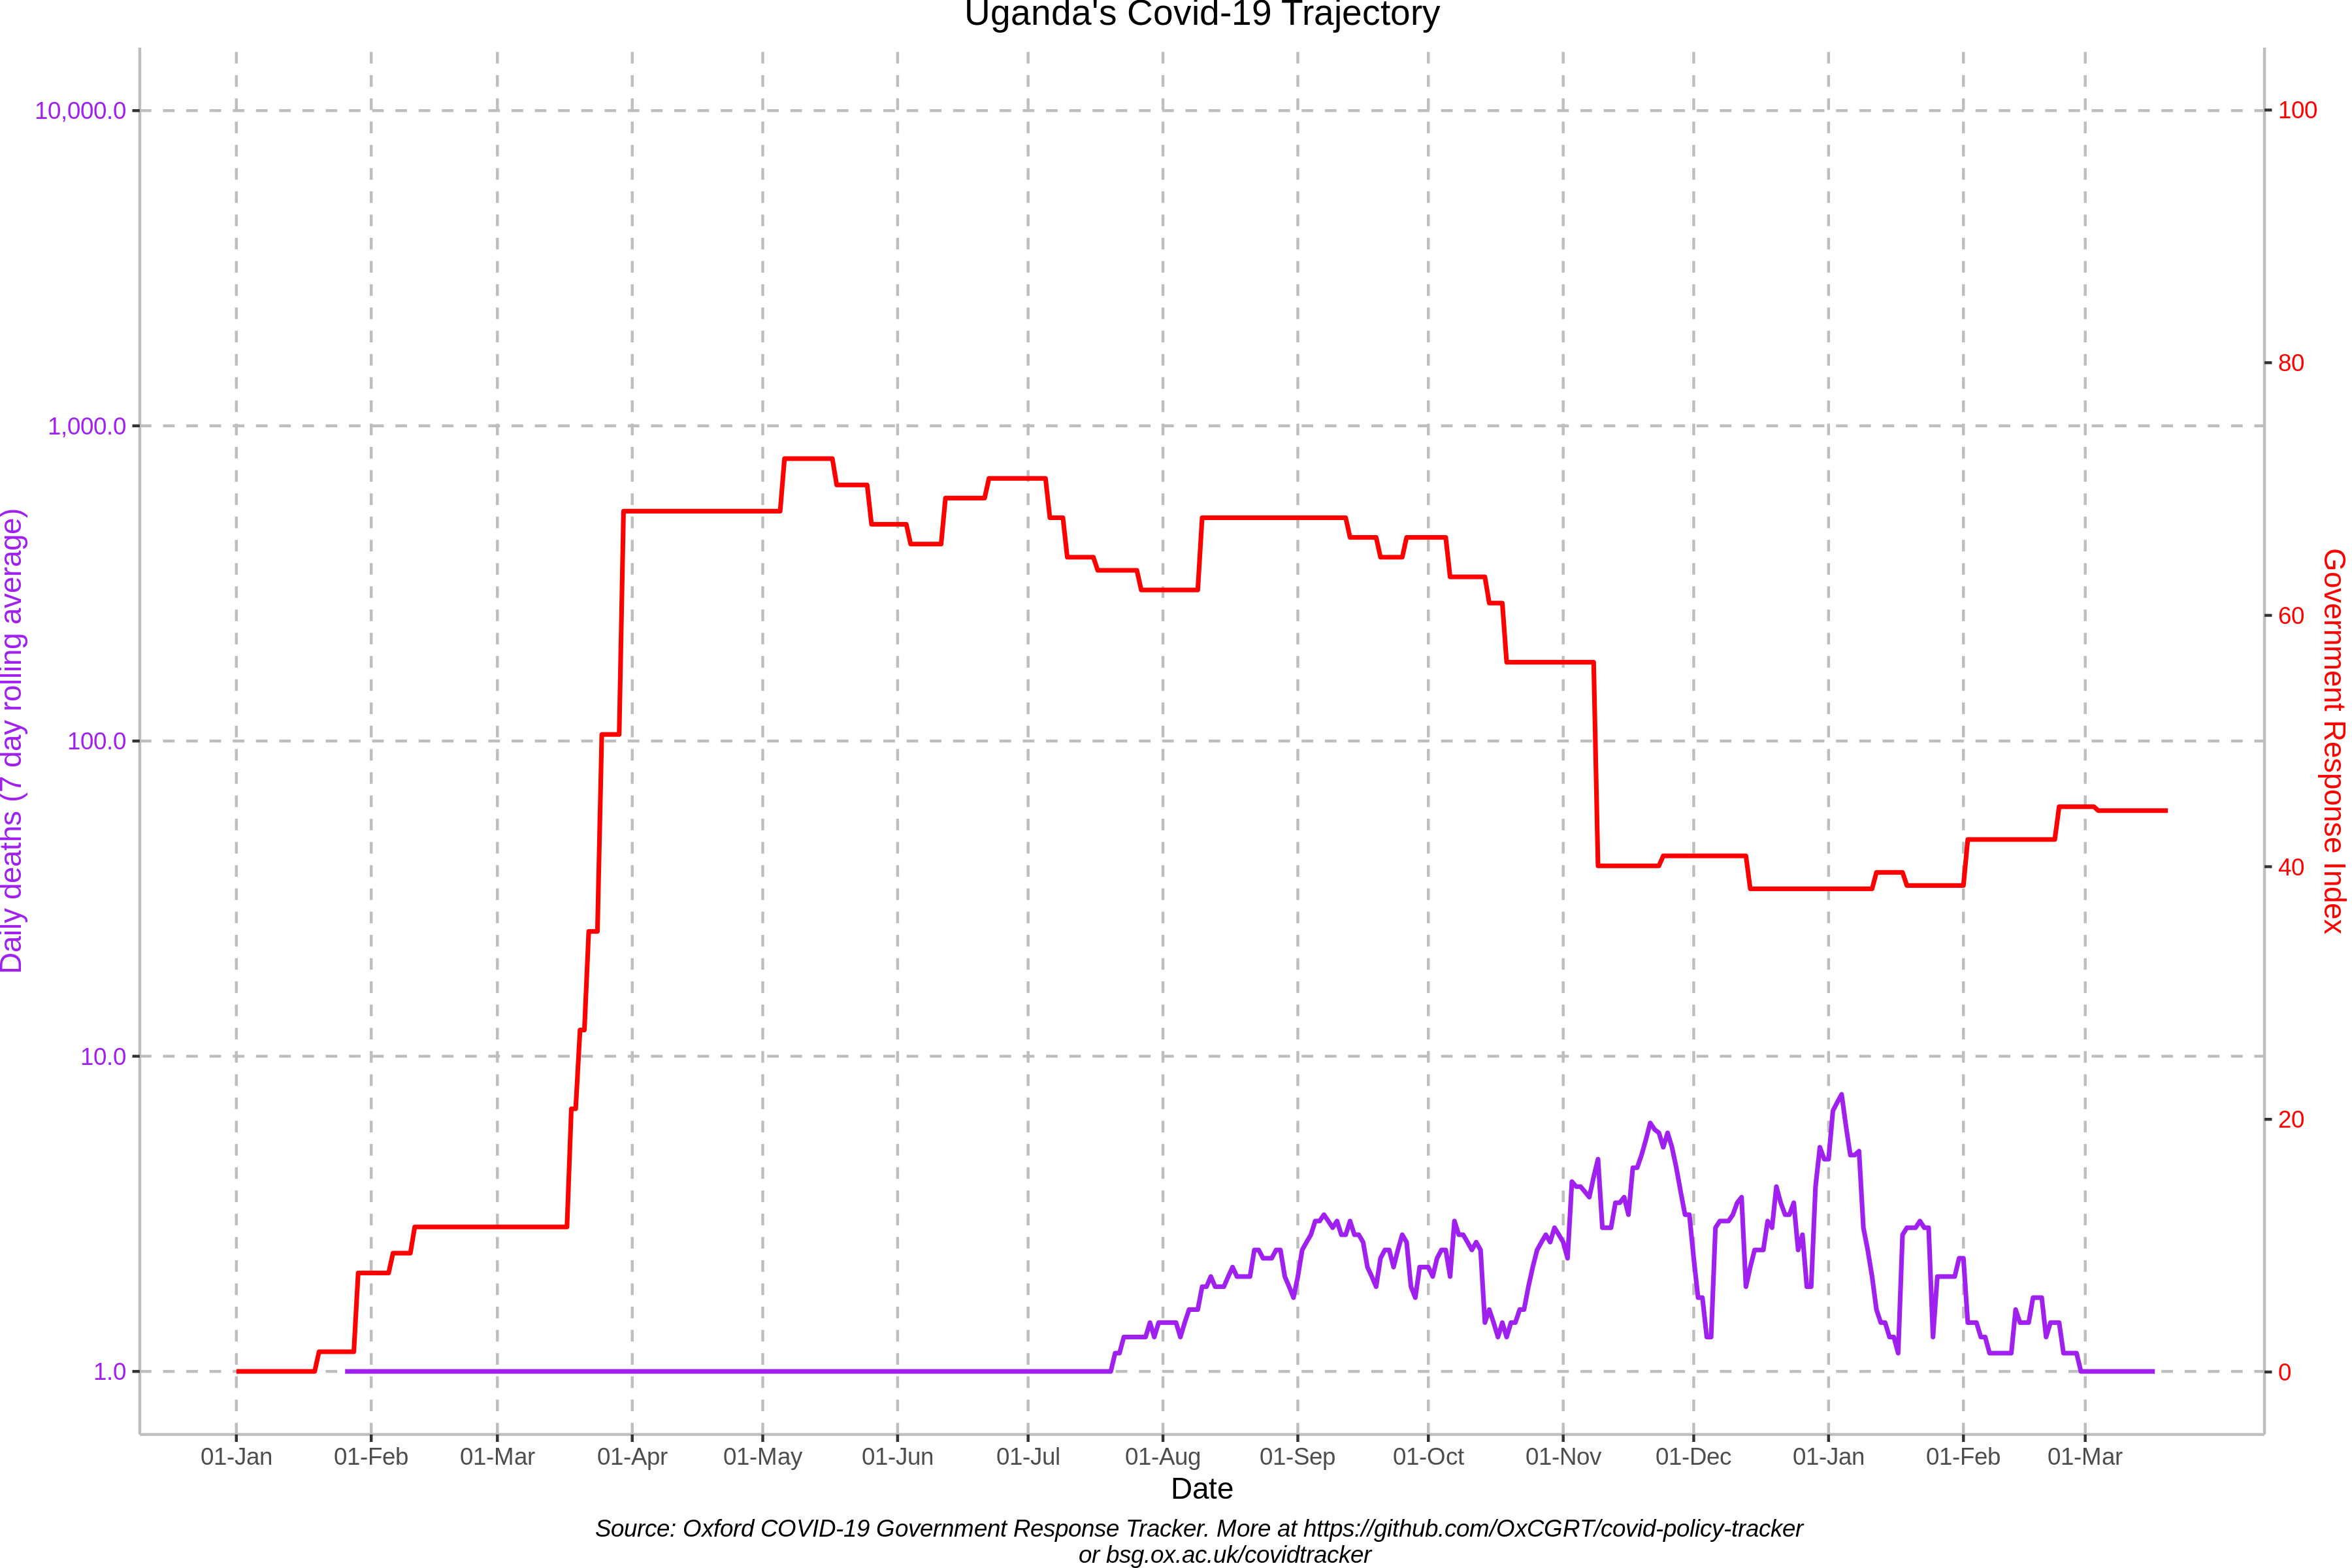 Uganda's Covid-19 Trajectory
10,000.0
1,000.0
100.0
10.0
1.0
Daily deaths (7 day rolling average)
100
80
60
40
20
0
Government Response Index
01-Jan 01-Feb 01-Mar 01-Apr 01-May 01-Jun 01-Jul 01-Aug 01-Sep 01-Oct 01-Nov 01-Dec 01-Jan 01-Feb 01-Mar
Date
Source: Oxford COVID-19 Government Response Tracker. More at https://github.com/OxCGRT/covid-policy-tracker
or bsg.ox.ac.uk/covidtracker